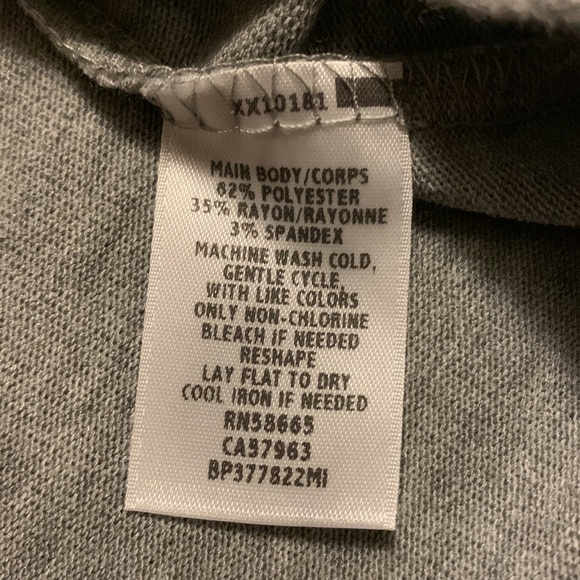 XX10181
MAIN BODY/CORPS
62% POLYESTER
35% RAYON/RAYONNE
3% SPANDEX
MACHINE WASH COLD,
GENTLE CYCLE,
WITH LIKE COLORS
ONLY NON-CHLORINE
BLEACH IF NEEDED
RESHAPE
LAY FLAT TO DRY
COOL IRON IF NEEDED
RN58665
CA57963
BP377822MI